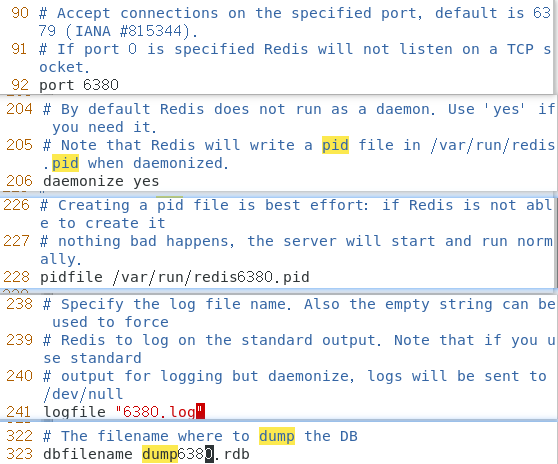 90 # Accept connections on the specified port, default is 63
79 (IANA #815344).
91 # If port 0 is specified Redis will not listen on a TCP s
ocket.
92 port 6380
204 # By default Redis does not run as a daemon. Use 'yes' if
you need it.
205 # Note that Redis will write a pid file in /var/run/redis
.pid when daemonized.
206 daemonize yes
226 # Creating a pid file is best effort: if Redis is not abl
e to create it
227 # nothing bad happens, the server will start and run norm
ally.
228 pidfile /var/run/redis6380.pid
238 # Specify the log file name. Also the empty string can be
used to force
239 # Redis to log on the standard output. Note that if you u
se standard
240 # output for logging but daemonize, logs will be sent to
/dev/null
241 logfile "6380.log"
322 # The filename where to dump the DB
323 dbfilename dump6380.rdb